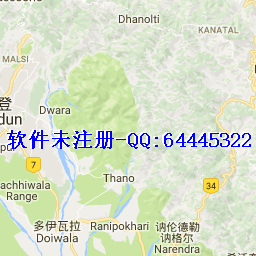 Dhanolti
KANATAL
MALSI
登
dun
Dwara
软件未注册-QQ:64445322
7
Thano
34
achhiwala
Range
多伊瓦拉
Doiwala
Ranipokhari
讷伦德勒
讷格尔
Narendra